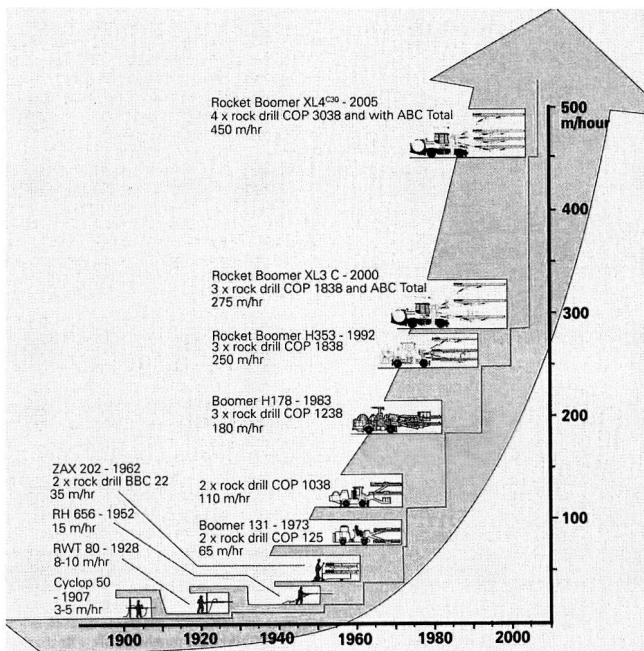 Rocket Boomer XL4C30 - 2005
4 x rock drill COP 3038 and with ABC Total
450 m/hr
500
m/hour
400
Rocket Boomer XL3 C - 2000
3 x rock drill COP 1838 and ABC Total
275 m/hr
300
Rocket Boomer H353 - 1992
3 x rock drill COP 1838
250 m/hr
Boomer H178 - 1983
3 x rock drill COP 1238
180 m/hr
200
ZAX 202 - 1962
2 x rock drill BBC 22
35 m/hr
2 x rock drill COP 1038
110 m/hr
RH 656 - 1952
15 m/hr
Boomer 131 - 1973
2 x rock drill COP 125
65 m/hr
100
RWT 80 - 1928
8-10 m/hr
Cyclop 50
- 1907
3-5 m/hr
1900 1920 1940 1960 1980 2000